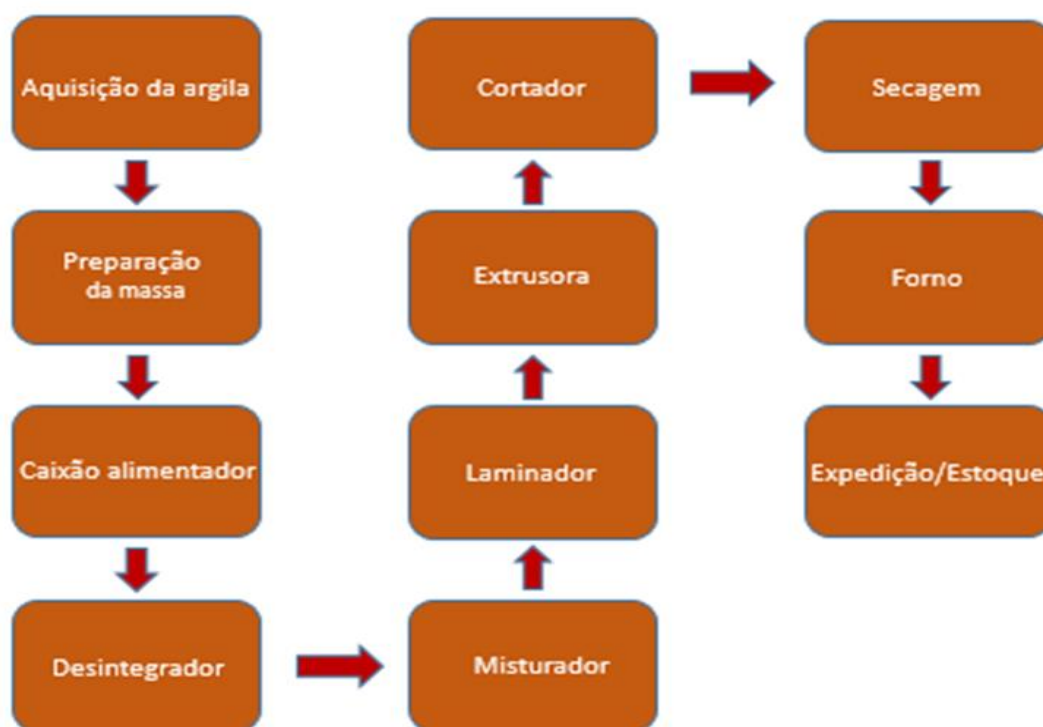 Aquisição da argila
Preparação
da massa
Caixão alimentador
Desintegrador
Misturador
Laminador
Extrusora
Cortador
Secagem
Forno
Expedição/Estoque